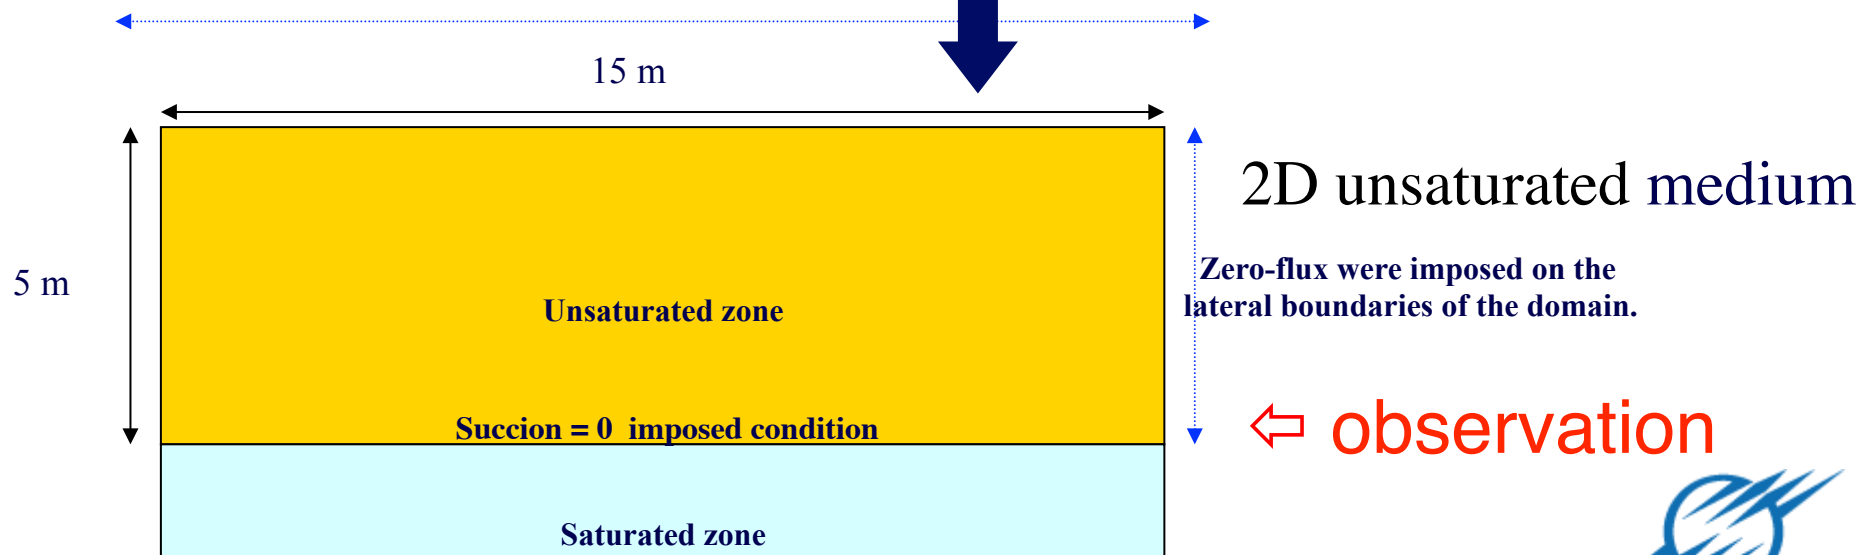 15 m
2D unsaturated medium
5 m
Zero-flux were imposed on the
lateral boundaries of the domain.
Unsaturated zone
Succion = 0 imposed condition
⇦ observation
Saturated zone